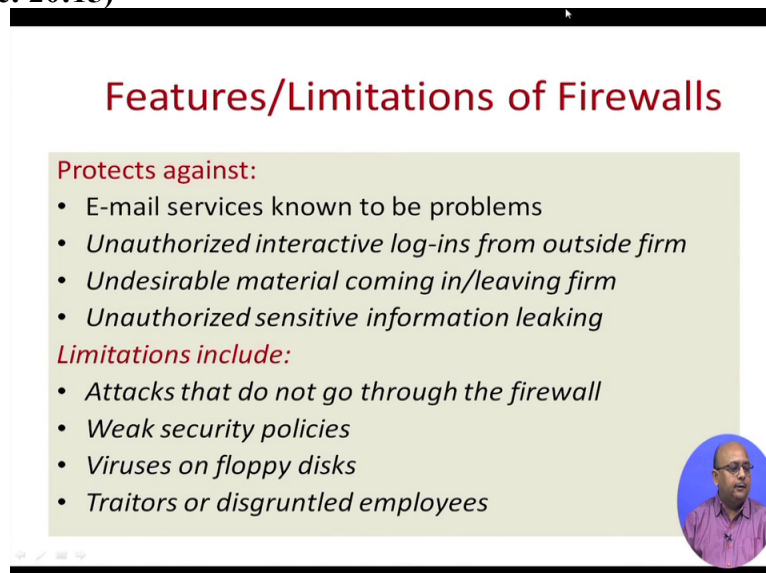 Features/Limitations of Firewalls
Protects against:
• E-mail services known to be problems
• Unauthorized interactive log-ins from outside firm
• Undesirable material coming in/leaving firm
• Unauthorized sensitive information leaking
Limitations include:
• Attacks that do not go through the firewall
• Weak security policies
• Viruses on floppy disks
• Traitors or disgruntled employees